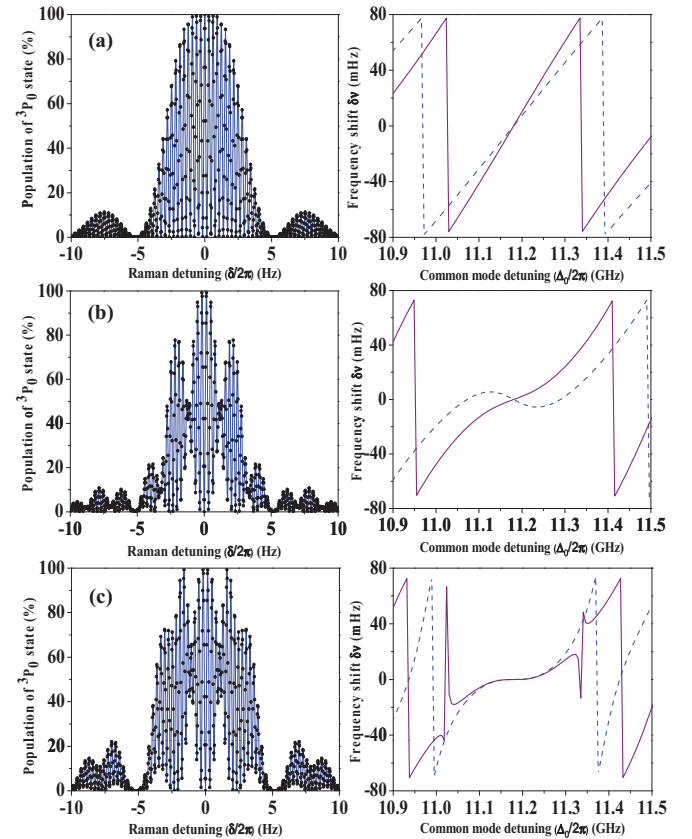 (a)
Population of ³P₀ state (%)
100
80
60
40
20
0
-10 -5 0 5 10
Raman detuning (δ/2π) (Hz)
Frequency shift δν (mHz)
80
40
0
-40
-80
10.9 11.0 11.1 11.2 11.3 11.4 11.5
Common mode detuning (Δ₀/2π) (GHz)
(b)
Population of ³P₀ state (%)
100
80
60
40
20
0
-10 -5 0 5 10
Raman detuning (δ/2π) (Hz)
Frequency shift δν (mHz)
80
40
0
-40
-80
10.9 11.0 11.1 11.2 11.3 11.4 11.5
Common mode detuning (Δ₀/2π) (GHz)
(c)
Population of ³P₀ state (%)
100
80
60
40
20
0
-10 -5 0 5 10
Raman detuning (δ/2π) (Hz)
Frequency shift δν (mHz)
80
40
0
-40
-80
10.9 11.0 11.1 11.2 11.3 11.4 11.5
Common mode detuning (Δ₀/2π) (GHz)